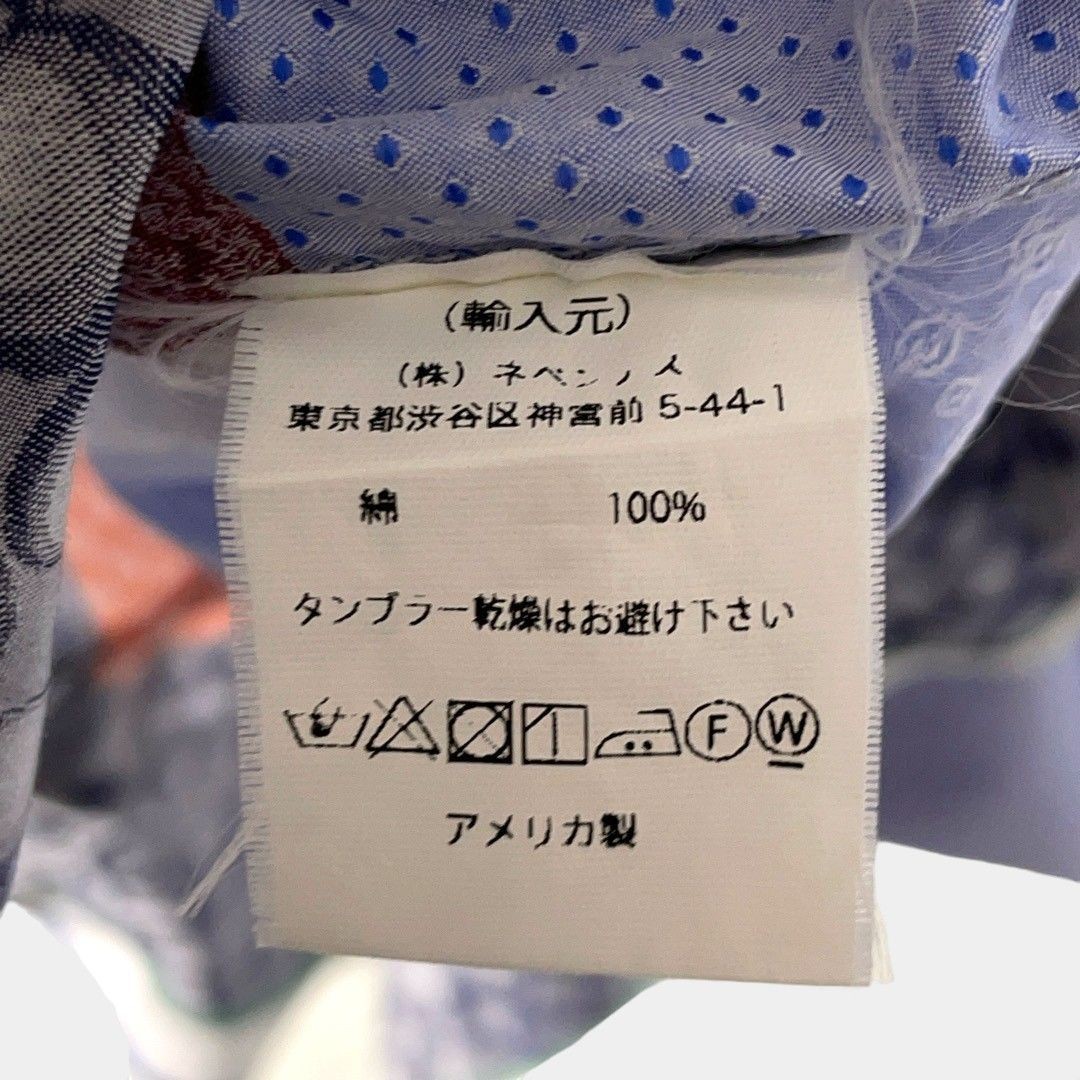 (輸入元)
(株) ネペンテス
東京都渋谷区神宮前 5-44-1
綿 100%
タンブラー乾燥はお避け下さい
F W
アメリカ製